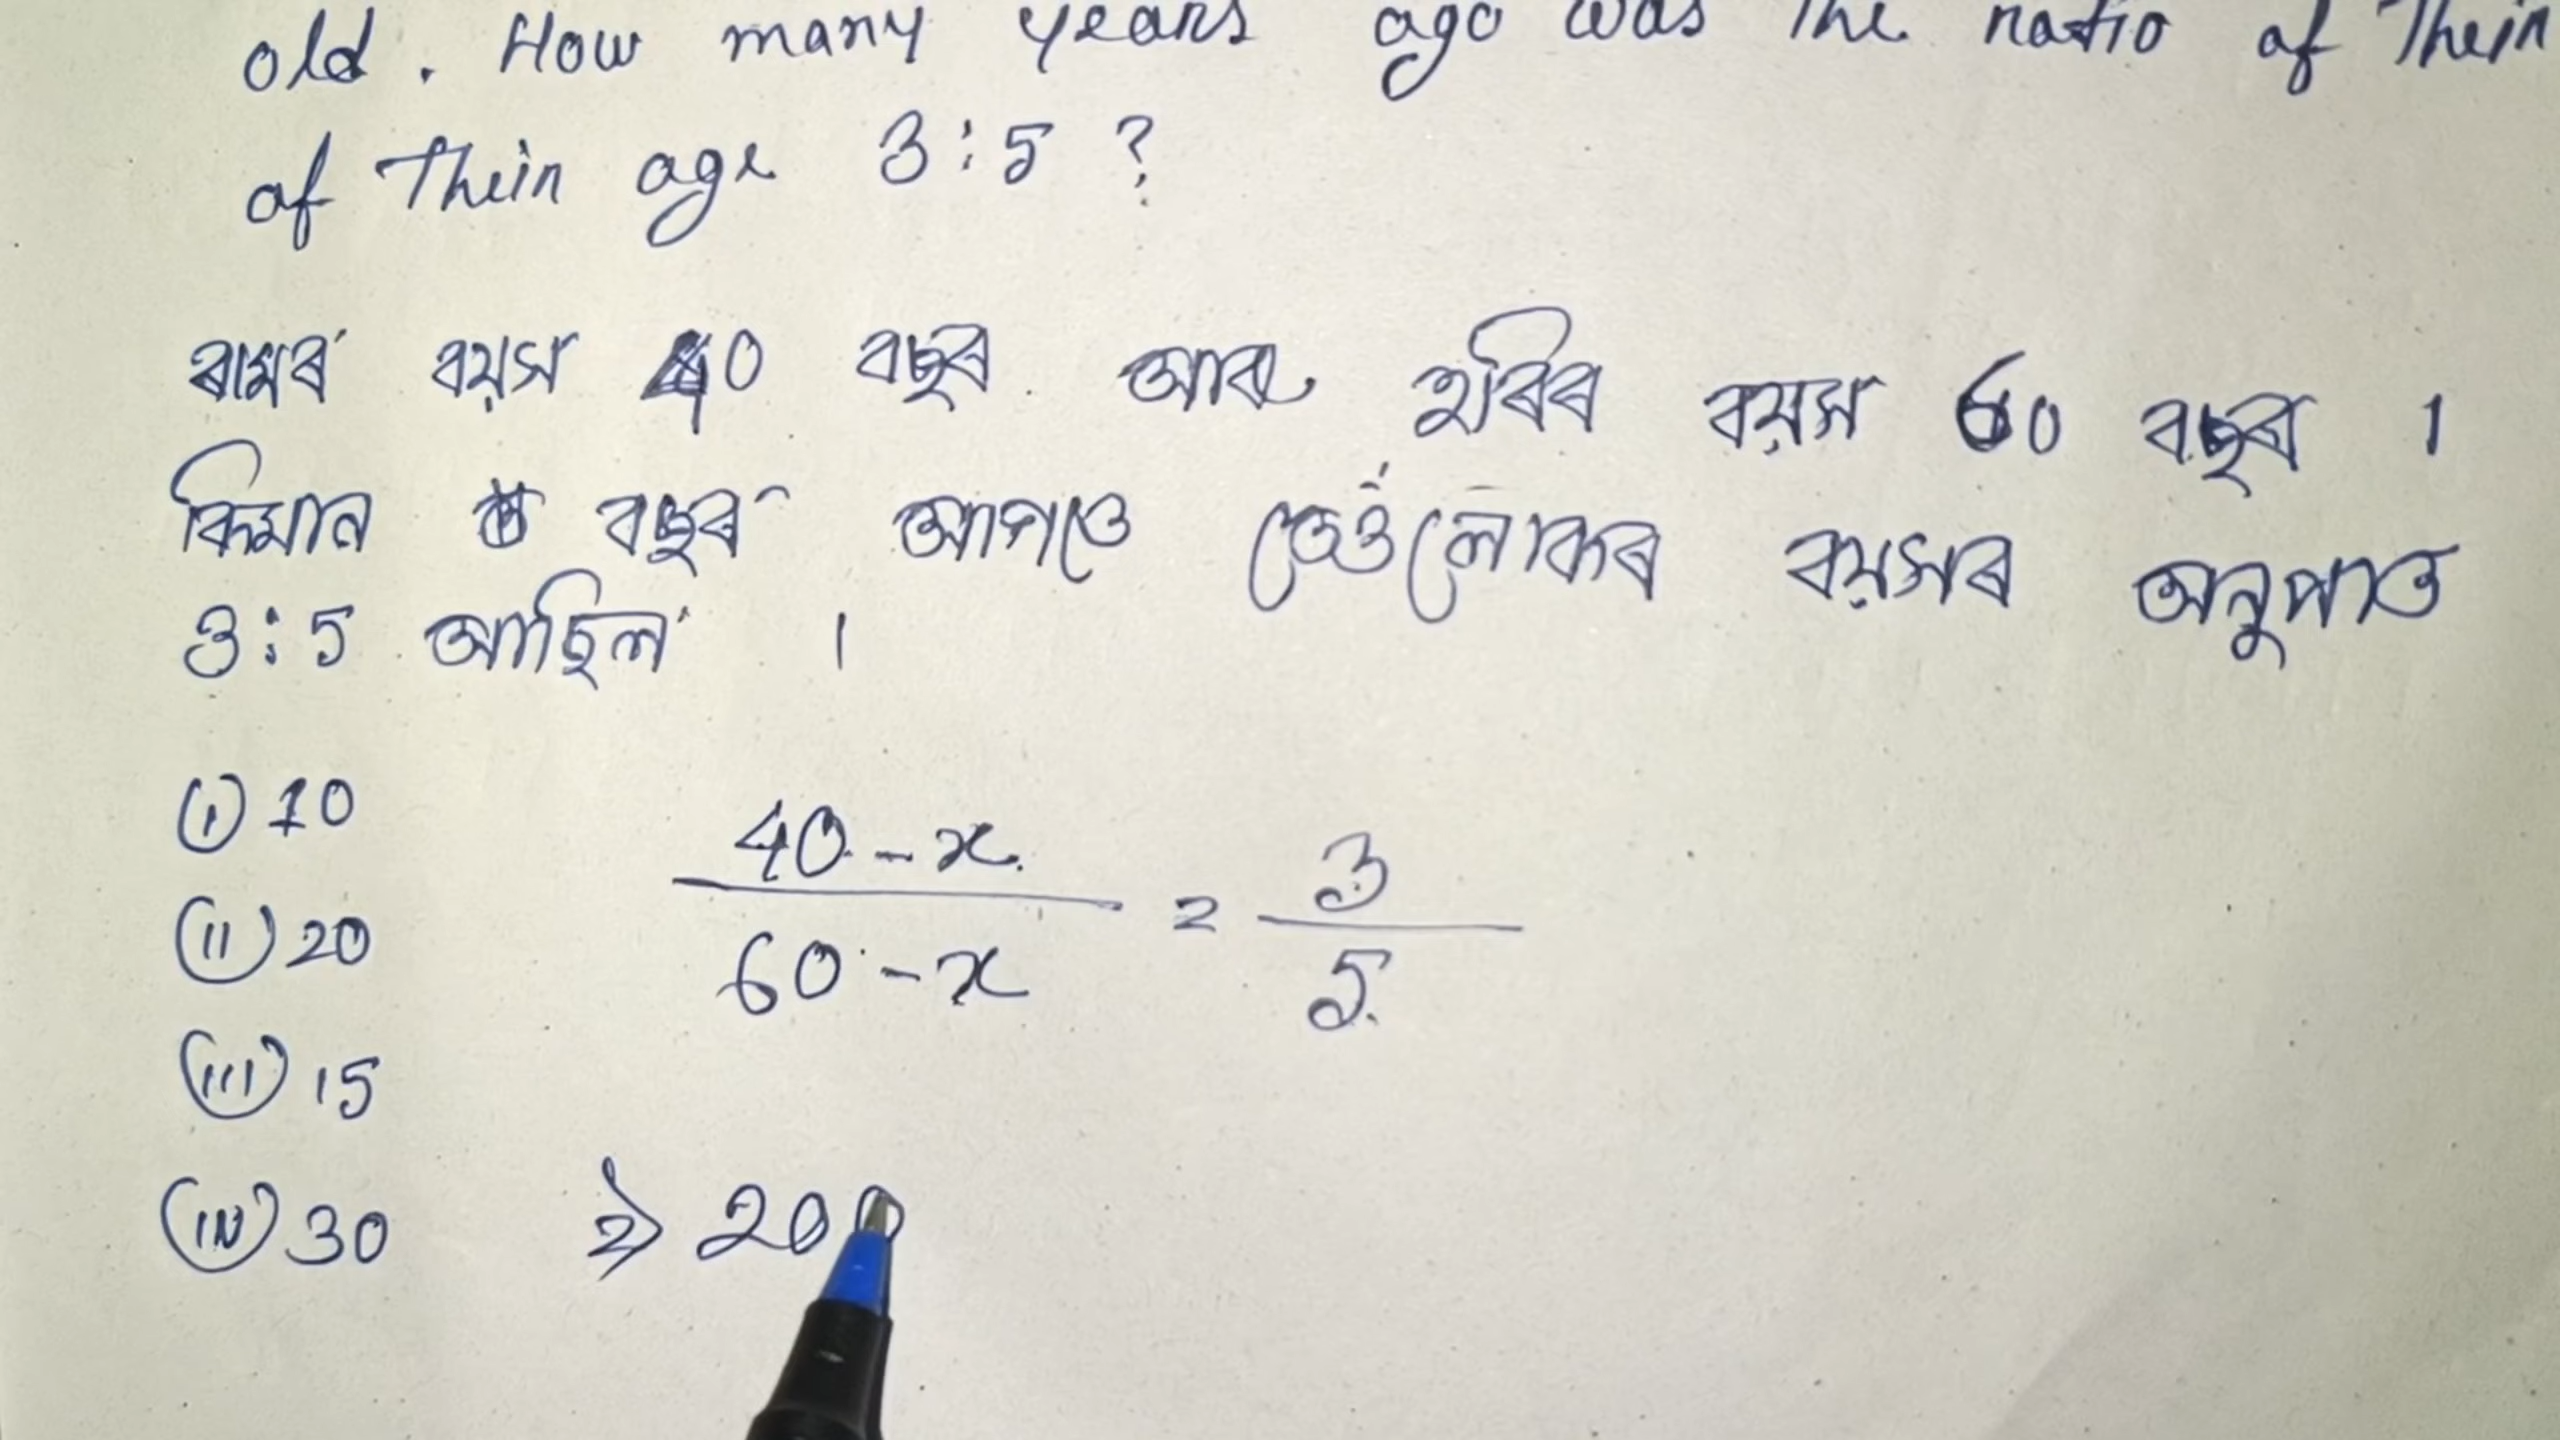 old. How many years ago was the ratio of Their
of Their age 3:5 ?
ৰামৰ বয়স 40 বছৰ আৰু হৰিৰ বয়স 60 বছৰ ।
কিমান বছৰ আগতে তেওঁলোকৰ বয়সৰ অনুপাত
3:5 আছিল ।
(i) 10
(ii) 20
(iii) 15
(iv) 30
40 - x
60 - x
= 3
5
⇒ 200